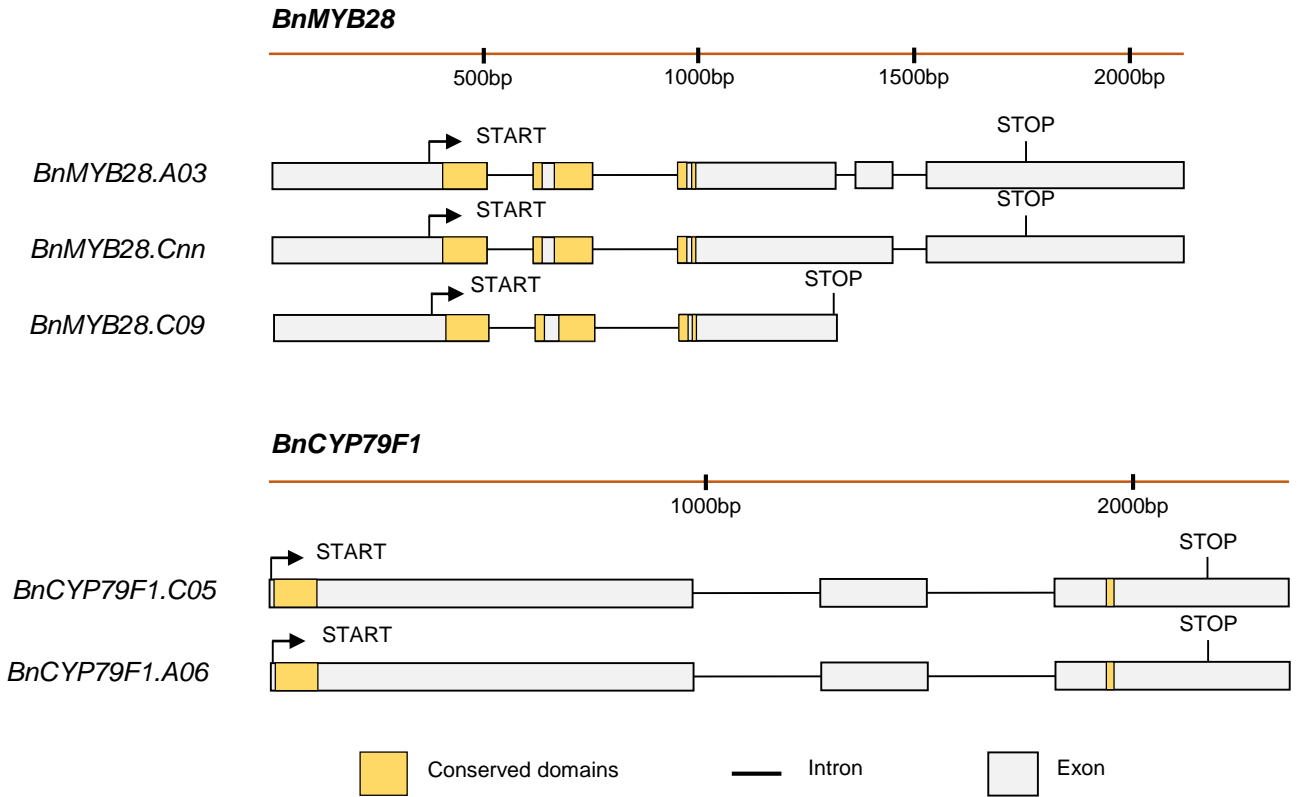 BnMYB28
500bp 1000bp 1500bp 2000bp
START STOP
BnMYB28.A03
START STOP
BnMYB28.Cnn
START STOP
BnMYB28.C09
BnCYP79F1
1000bp 2000bp
START STOP
BnCYP79F1.C05
START STOP
BnCYP79F1.A06
Conserved domains Intron Exon